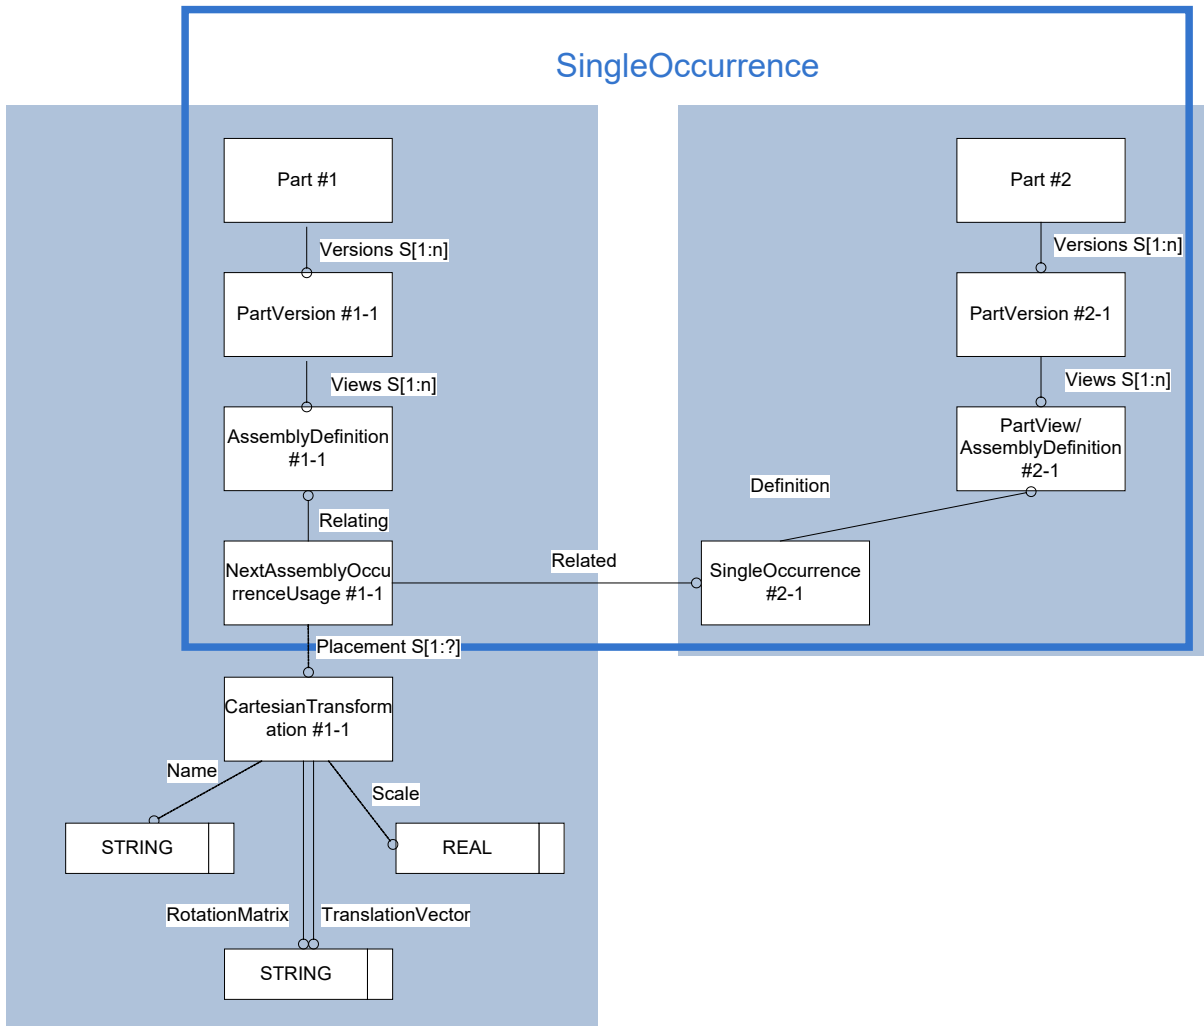 SingleOccurrence
Part #1
Versions S[1:n]
PartVersion #1-1
Views S[1:n]
AssemblyDefinition
#1-1
Relating
NextAssemblyOccu
rrenceUsage #1-1
Placement S[1:?]
CartesianTransform
ation #1-1
Name
Scale
STRING
REAL
RotationMatrix
TranslationVector
STRING
Related
Part #2
Versions S[1:n]
PartVersion #2-1
Views S[1:n]
PartView/
AssemblyDefinition
#2-1
Definition
SingleOccurrence
#2-1